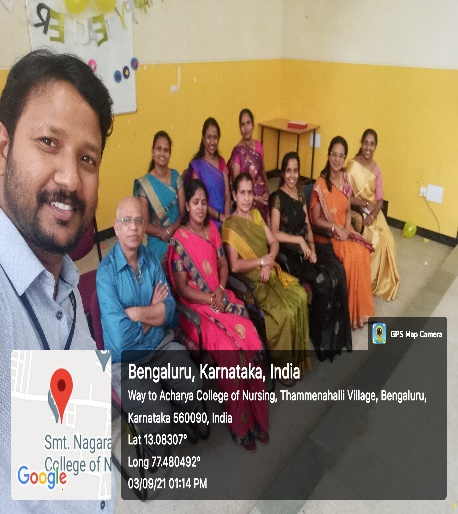 GPS Map Camera
Bengaluru, Karnataka, India
Way to Acharya College of Nursing, Thammenahalli Village, Bengaluru,
Karnataka 560090, India
Lat 13.08307°
Long 77.480492°
03/09/21 01:14 PM
Smt. Nagara
College of N
Google